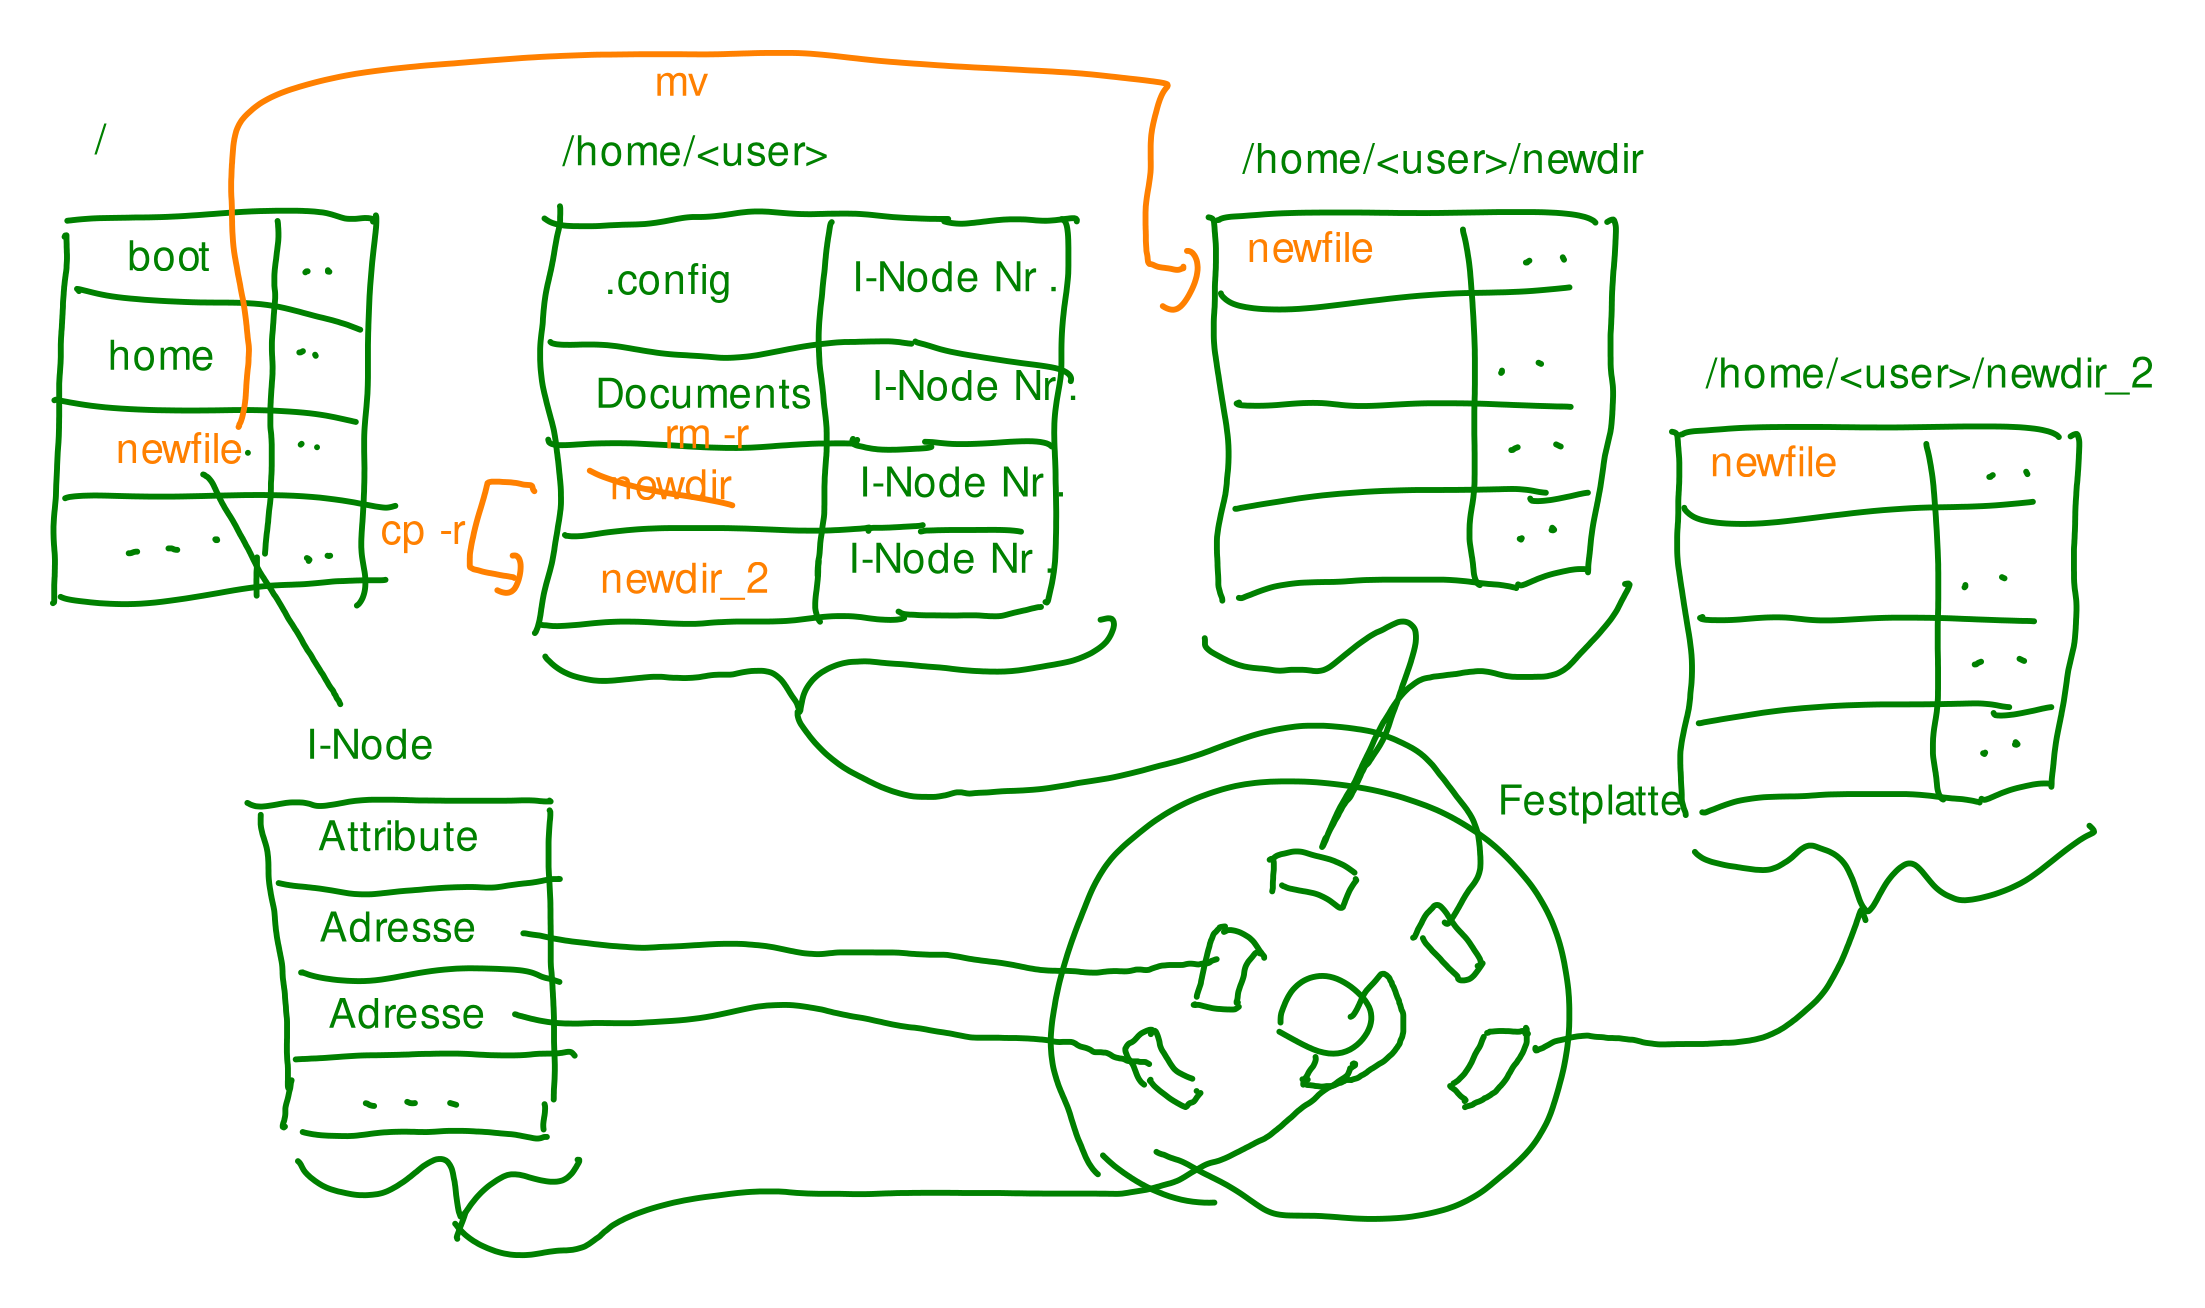 mv
/
/home/<user>
/home/<user>/newdir
boot
home
newfile
.config
I-Node Nr .
Documents
I-Node Nr .
rm -r
newdir
I-Node Nr .
cp -r
newdir_2
I-Node Nr .
newfile
/home/<user>/newdir_2
newfile
I-Node
Attribute
Adresse
Adresse
Festplatte